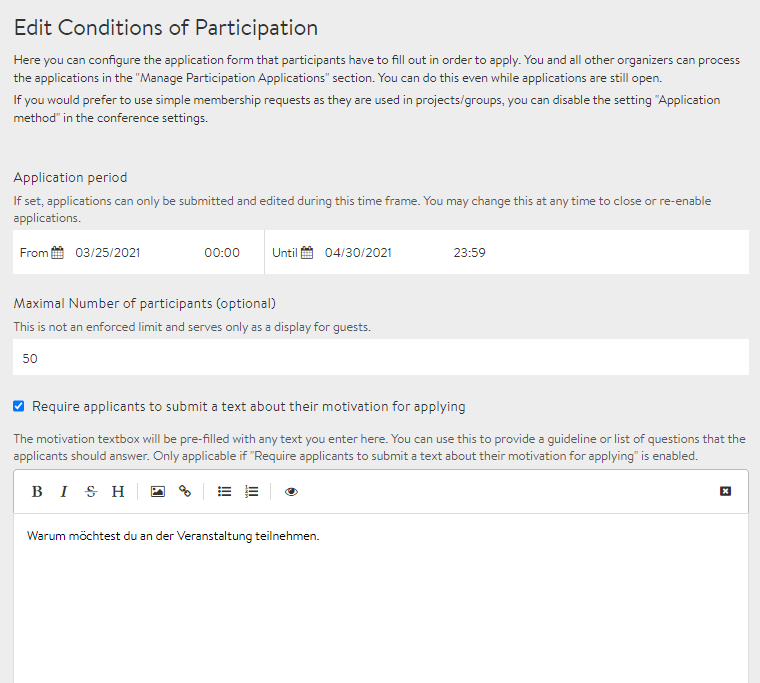 Edit Conditions of Participation
Here you can configure the application form that participants have to fill out in order to apply. You and all other organizers can process
the applications in the "Manage Participation Applications" section. You can do this even while applications are still open.
If you would prefer to use simple membership requests as they are used in projects/groups, you can disable the setting "Application
method" in the conference settings.
Application period
If set, applications can only be submitted and edited during this time frame. You may change this at any time to close or re-enable
applications.
From 03/25/2021 00:00 Until 04/30/2021 23:59
Maximal Number of participants (optional)
This is not an enforced limit and serves only as a display for guests.
50
Require applicants to submit a text about their motivation for applying
The motivation textbox will be pre-filled with any text you enter here. You can use this to provide a guideline or list of questions that the
applicants should answer. Only applicable if "Require applicants to submit a text about their motivation for applying" is enabled.
B I S H
Warum möchtest du an der Veranstaltung teilnehmen.